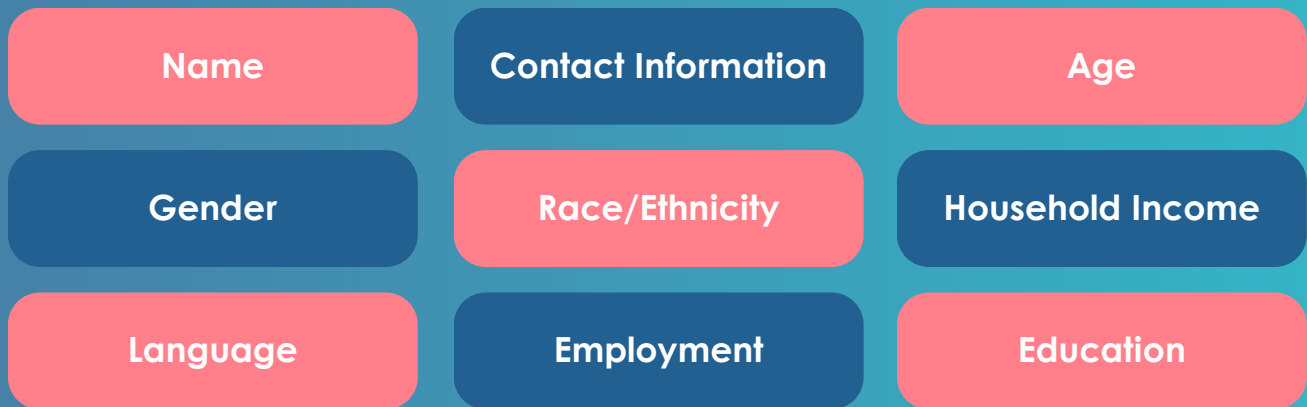 Name
Contact Information
Age
Gender
Race/Ethnicity
Household Income
Language
Employment
Education